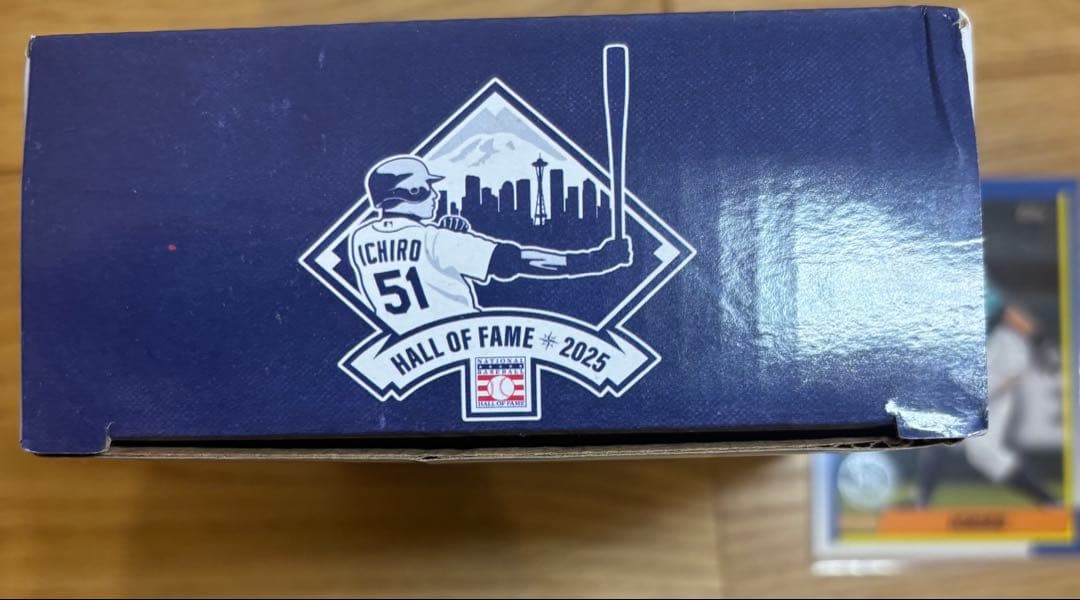 ICHIRO
51
HALL OF FAME 2025
NATIONAL
BASEBALL
HALL OF FAME